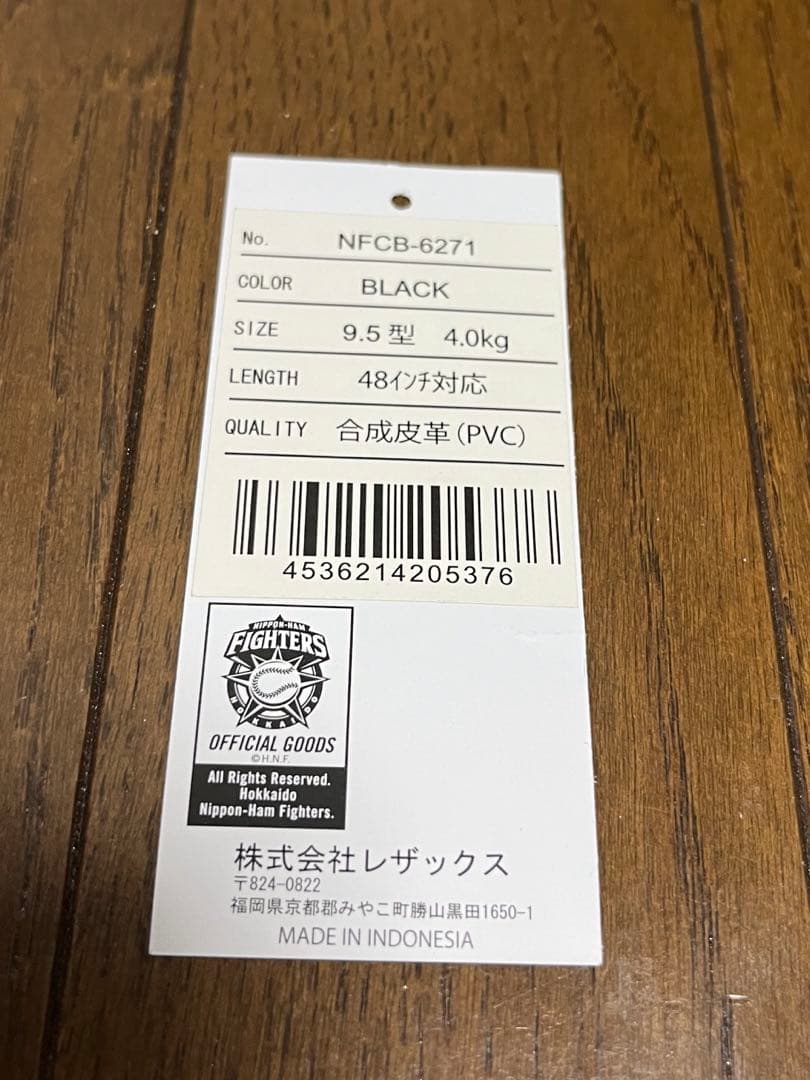 No. NFCB-6271
COLOR BLACK
SIZE 9.5型 4.0kg
LENGTH 48インチ対応
QUALITY 合成皮革(PVC)
4536214205376
NIPPON-HAM
FIGHTERS
HOKKAIDO
OFFICIAL GOODS
©H.N.F.
All Rights Reserved.
Hokkaido
Nippon-Ham Fighters.
株式会社レザックス
〒824-0822
福岡県京都郡みやこ町勝山黒田1650-1
MADE IN INDONESIA